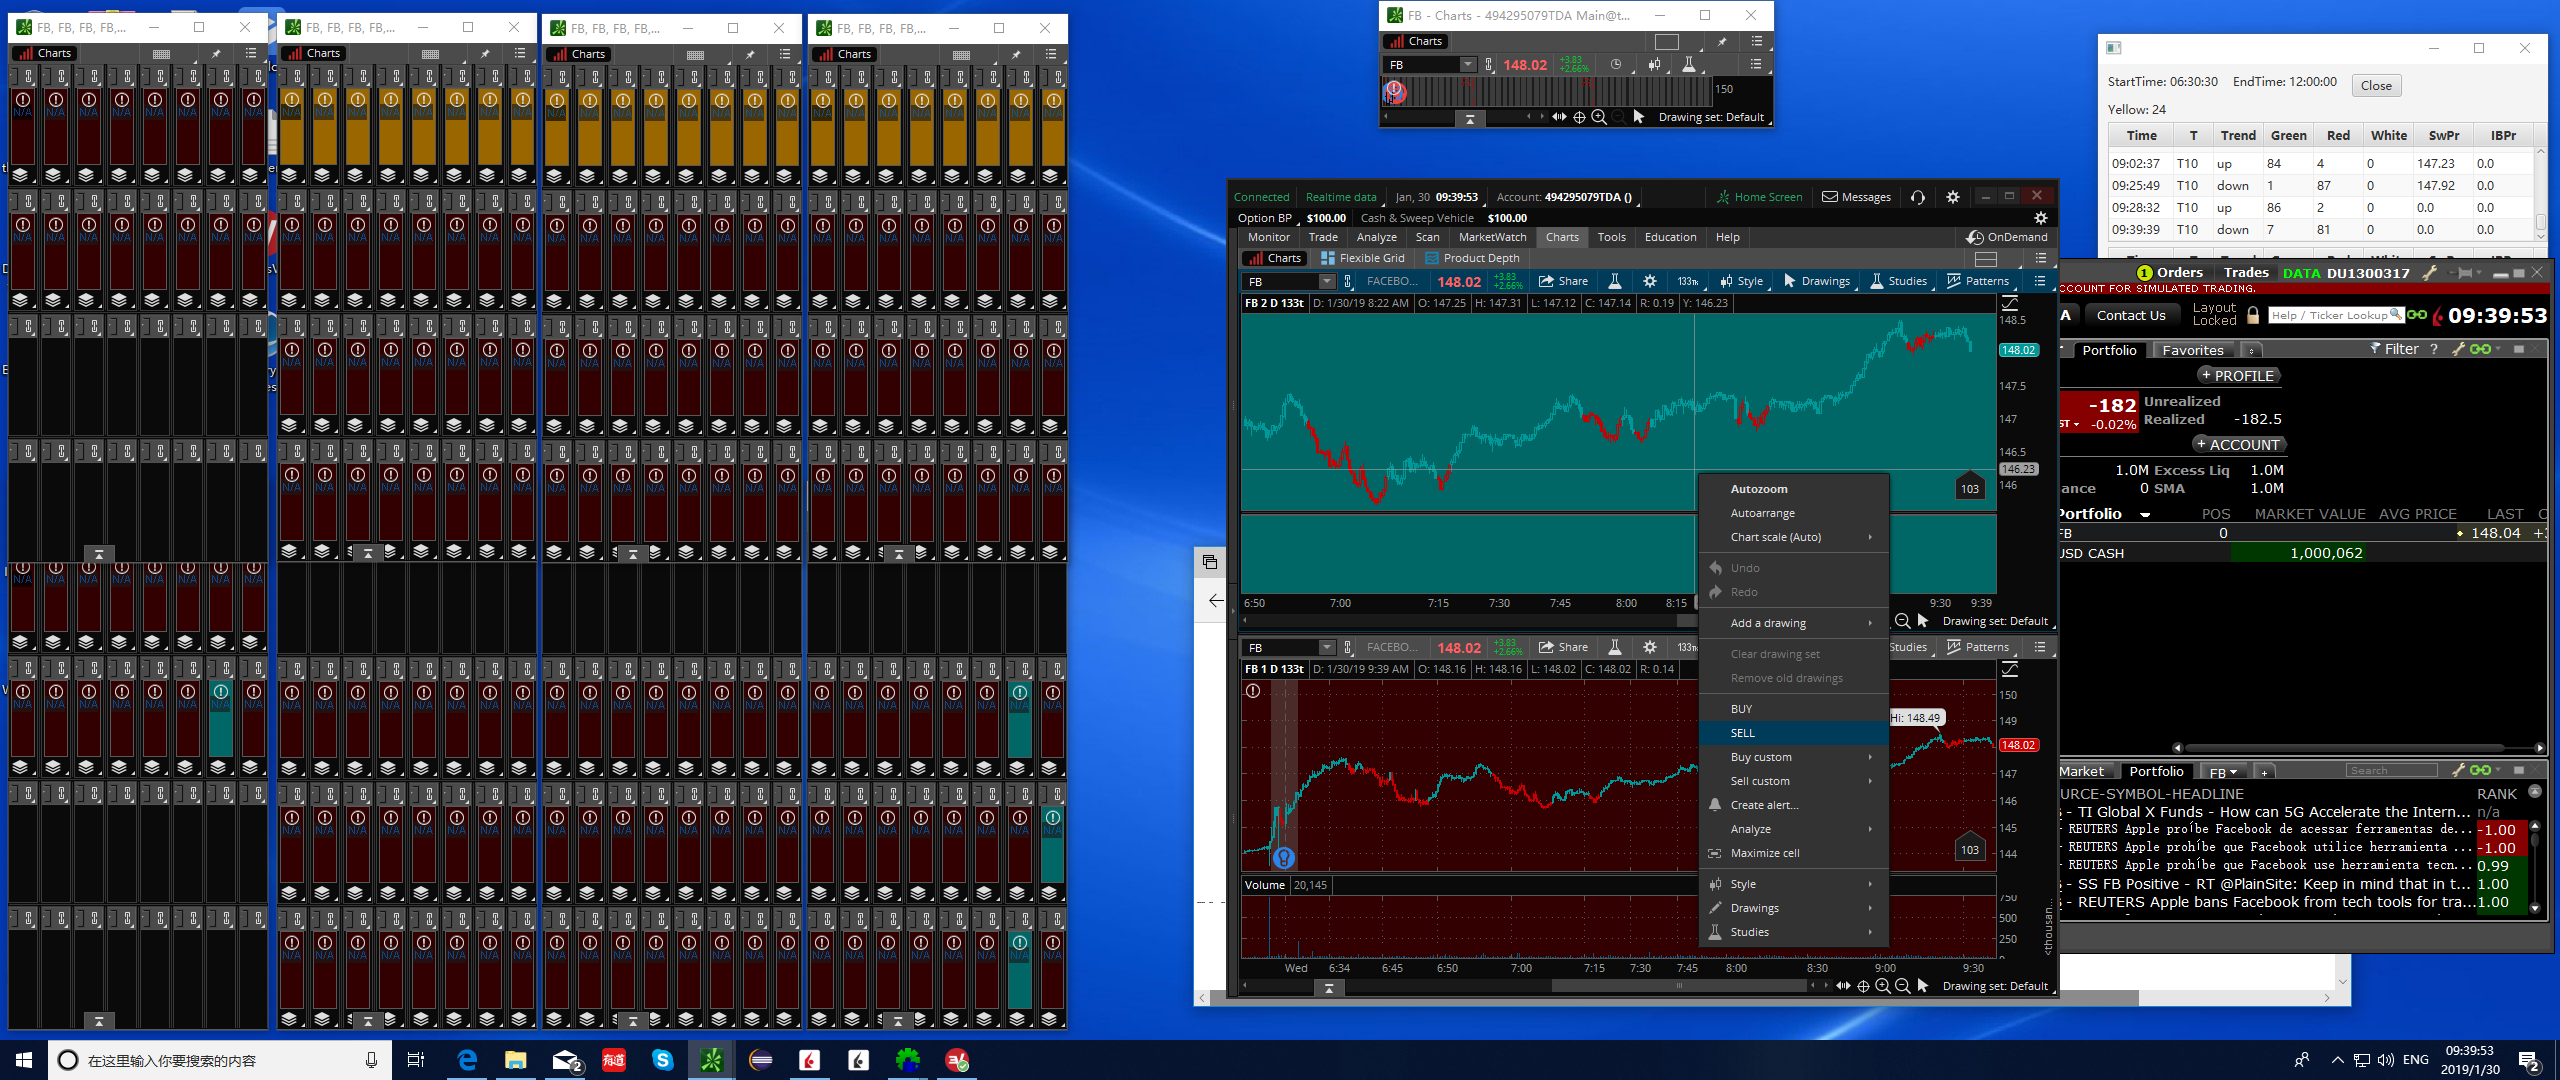 FB, FB, FB, FB,...
FB, FB, FB, FB,...
FB, FB, FB, FB,...
FB, FB, FB, FB,...
Charts
Charts
Charts
Charts
N/A
FB - Charts - 494295079TDA Main@t...
Charts
FB
148.02
+3.83
+2.66%
150
Drawing set: Default
StartTime: 06:30:30 EndTime: 12:00:00 Close
Yellow: 24
Time T Trend Green Red White SwPr IBPr
09:02:37 T10 up 84 4 0 147.23 0.0
09:25:49 T10 down 1 87 0 147.92 0.0
09:28:32 T10 up 86 2 0 0.0 0.0
09:39:39 T10 down 7 81 0 0.0 0.0
Connected Realtime data Jan, 30 09:39:53 Account: 494295079TDA () Home Screen Messages
Option BP $100.00 Cash & Sweep Vehicle $100.00
Monitor Trade Analyze Scan MarketWatch Charts Tools Education Help OnDemand
Charts Flexible Grid Product Depth
FB FACEBO... 148.02 +3.83 +2.66% Share Style Drawings Studies Patterns
FB 2 D 133t D: 1/30/19 8:22 AM O: 147.25 H: 147.31 L: 147.12 C: 147.14 R: 0.19 Y: 146.23
148.5
148.02
147.5
147
146.5
146.23
146
103
6:50 7:00 7:15 7:30 7:45 8:00 8:15 9:30 9:39
Drawing set: Default
Autozoom
Autoarrange
Chart scale (Auto)
Undo
Redo
Add a drawing
Clear drawing set
Remove old drawings
BUY
SELL
Buy custom
Sell custom
Create alert...
Analyze
Maximize cell
Style
Drawings
Studies
FB FACEBO... 148.02 +3.83 +2.66% Share Studies Patterns
FB 1 D 133t D: 1/30/19 9:39 AM O: 148.16 H: 148.16 L: 148.02 C: 148.02 R: 0.14
Hi: 148.49
150
149
148.02
147
146
145
144
103
Volume 20,145
750
500
250
<thousan...
Wed 6:34 6:45 6:50 7:00 7:15 7:30 7:45 8:00 8:30 9:00 9:30
Drawing set: Default
1 Orders Trades DATA DU1300317
CCOUNT FOR SIMULATED TRADING.
A Contact Us Layout Locked Help / Ticker Lookup 09:39:53
Portfolio Favorites Filter ?
+ PROFILE
-182 Unrealized
ST -0.02% Realized -182.5
+ ACCOUNT
1.0M Excess Liq 1.0M
ance 0 SMA 1.0M
Portfolio POS MARKET VALUE AVG PRICE LAST C
FB 0 148.04
USD CASH 1,000,062
Market Portfolio FB + Search
URCE-SYMBOL-HEADLINE RANK
- TI Global X Funds - How can 5G Accelerate the Intern... n/a
- REUTERS Apple proíbe Facebook de acessar ferramentas de... -1.00
- REUTERS Apple prohíbe que Facebook utilice herramienta ... -1.00
- REUTERS Apple prohíbe que Facebook use herramienta tecn... 0.99
- SS FB Positive - RT @PlainSite: Keep in mind that in t... 1.00
- REUTERS Apple bans Facebook from tech tools for tra... 1.00
在这里输入你要搜索的内容
2
有道
ENG
09:39:53
2019/1/30
2